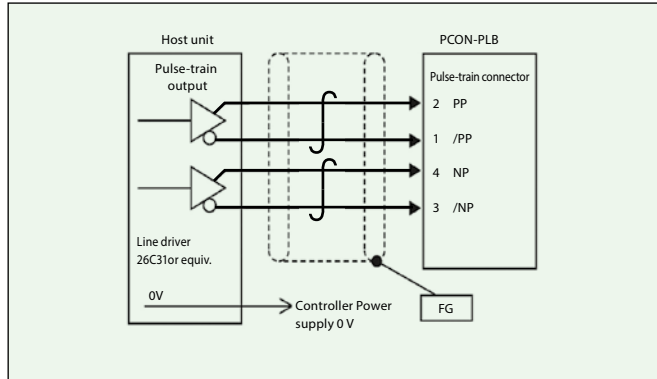 Host unit
PCON-PLB
Pulse-train
output
Pulse-train connector
2 PP
1 /PP
4 NP
3 /NP
Line driver
26C31or equiv.
0V
Controller Power
supply 0 V
FG